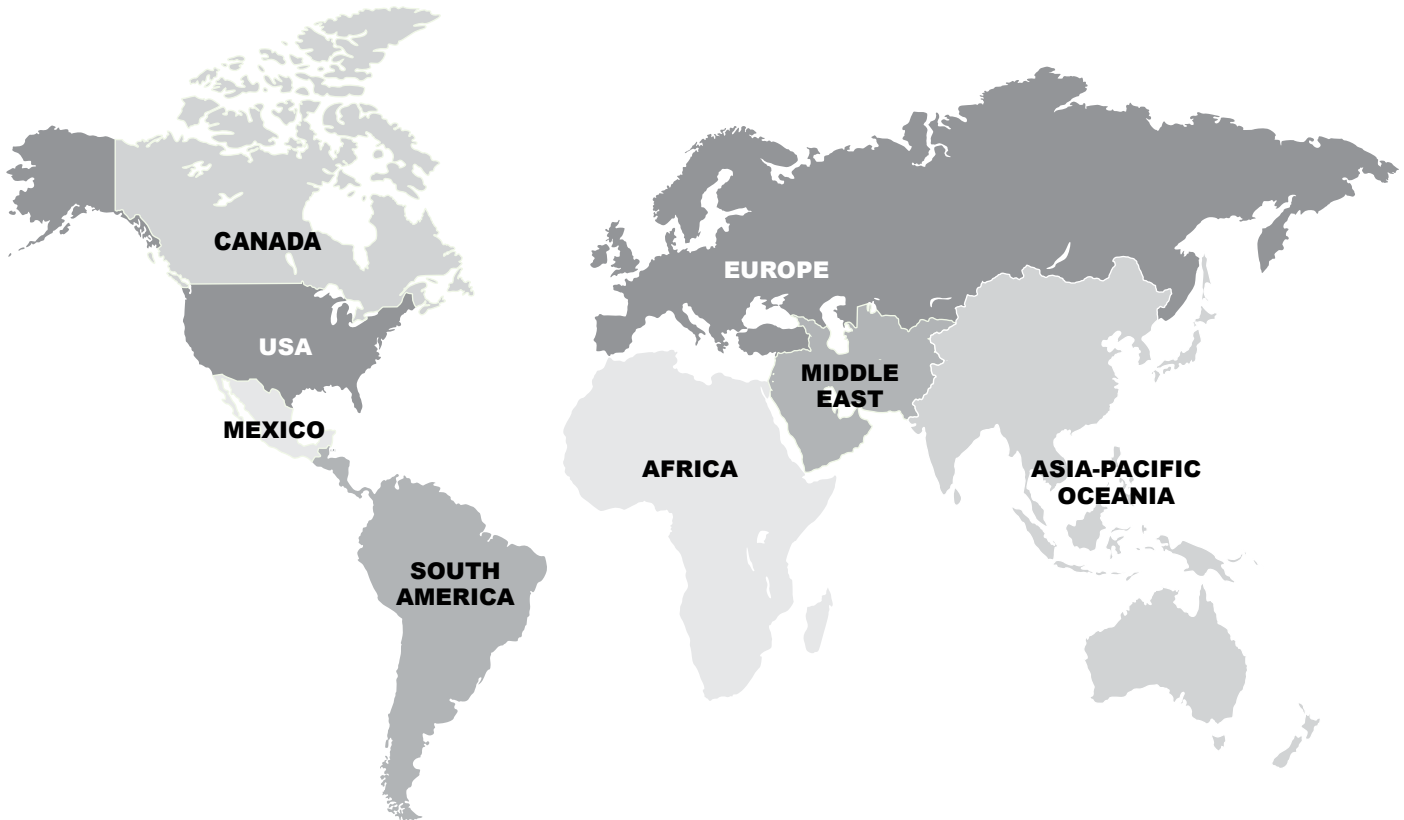 CANADA
EUROPE
USA
MIDDLE
EAST
MEXICO
AFRICA
ASIA-PACIFIC
OCEANIA
SOUTH
AMERICA